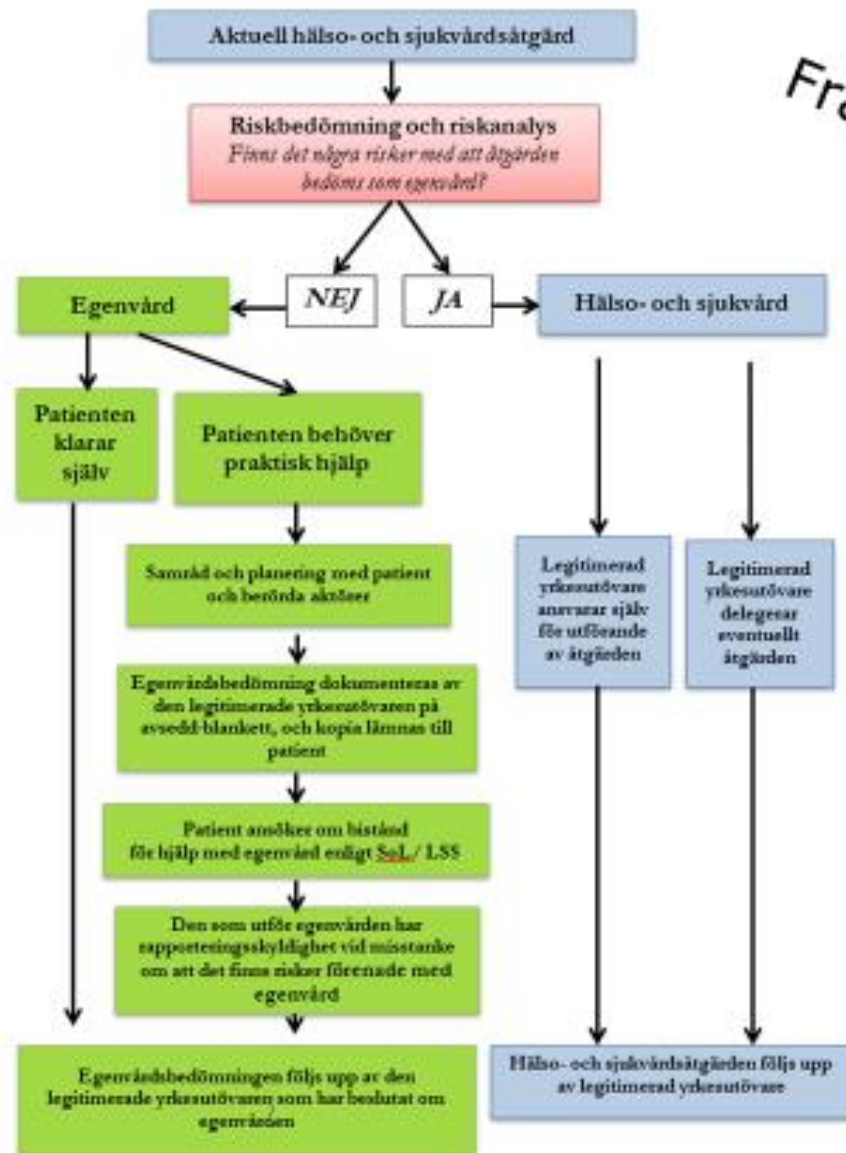 Aktuell hälso- och sjukvårdsåtgärd
Fra
Riskbedömning och riskanalys
Finns det några risker med att åtgärden
bedöms som egenvård?
NEJ
JA
Egenvård
Hälso- och sjukvård
Patienten
klarar
själv
Patienten behöver
praktisk hjälp
Samråd och planering med patient
och berörda aktörer
Legitimerad
yrkesutövare
ansvarar själv
för utförande
av åtgärden
Legitimerad
yrkesutövare
delegerar
eventuellt
åtgärden
Egenvårdsbedömning dokumenteras av
den legitimerade yrkesutövaren på
avsedd-blankett, och kopia lämnas till
patient
Patient ansöker om bistånd
för hjälp med egenvård enligt SoL/ LSS
Den som utför egenvården har
rapporteringsskyldighet vid misstanke
om att det finns risker förenade med
egenvård
Egenvårdsbedömningen följs upp av den
legitimerade yrkesutövaren som har beslutat om
egenvården
Hälso- och sjukvårdsåtgärden följs upp
av legitimerad yrkesutövare